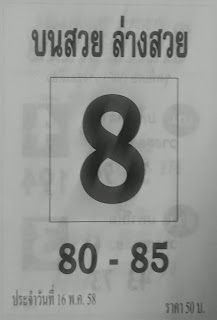 บนสวย ล่างสวย
8
80 - 85
ประจำวันที่ 16 พ.ค. 58
ราคา 50 บ.